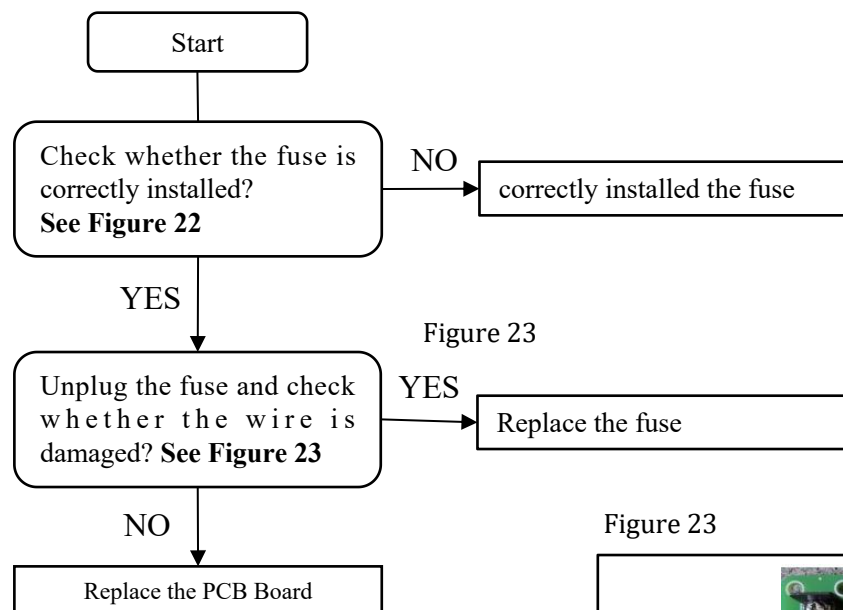 Start
Check whether the fuse is
correctly installed?
See Figure 22
NO
correctly installed the fuse
YES
Figure 23
Unplug the fuse and check
whether the wire is
damaged? See Figure 23
YES
Replace the fuse
NO
Figure 23
Replace the PCB Board